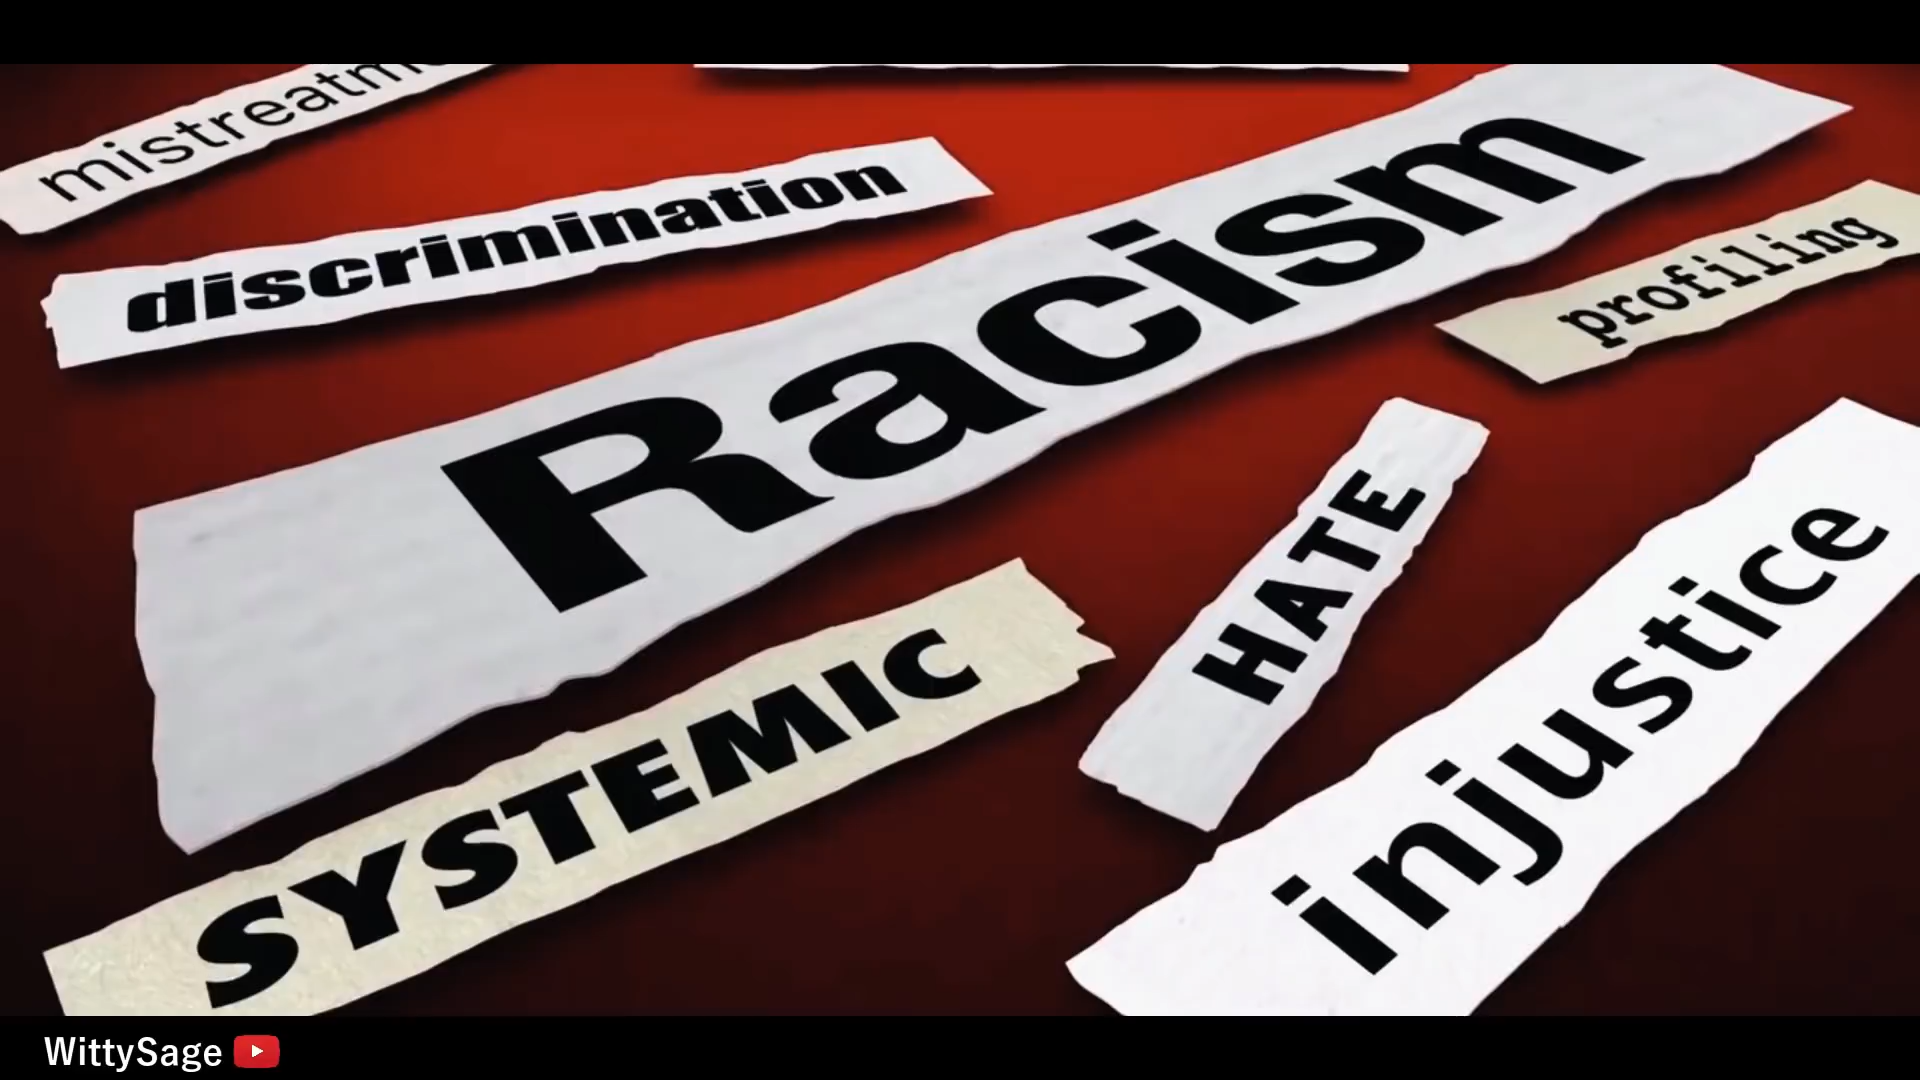 mistreatm
discrimination
Racism
profiling
HATE
SYSTEMIC
injustice
WittySage